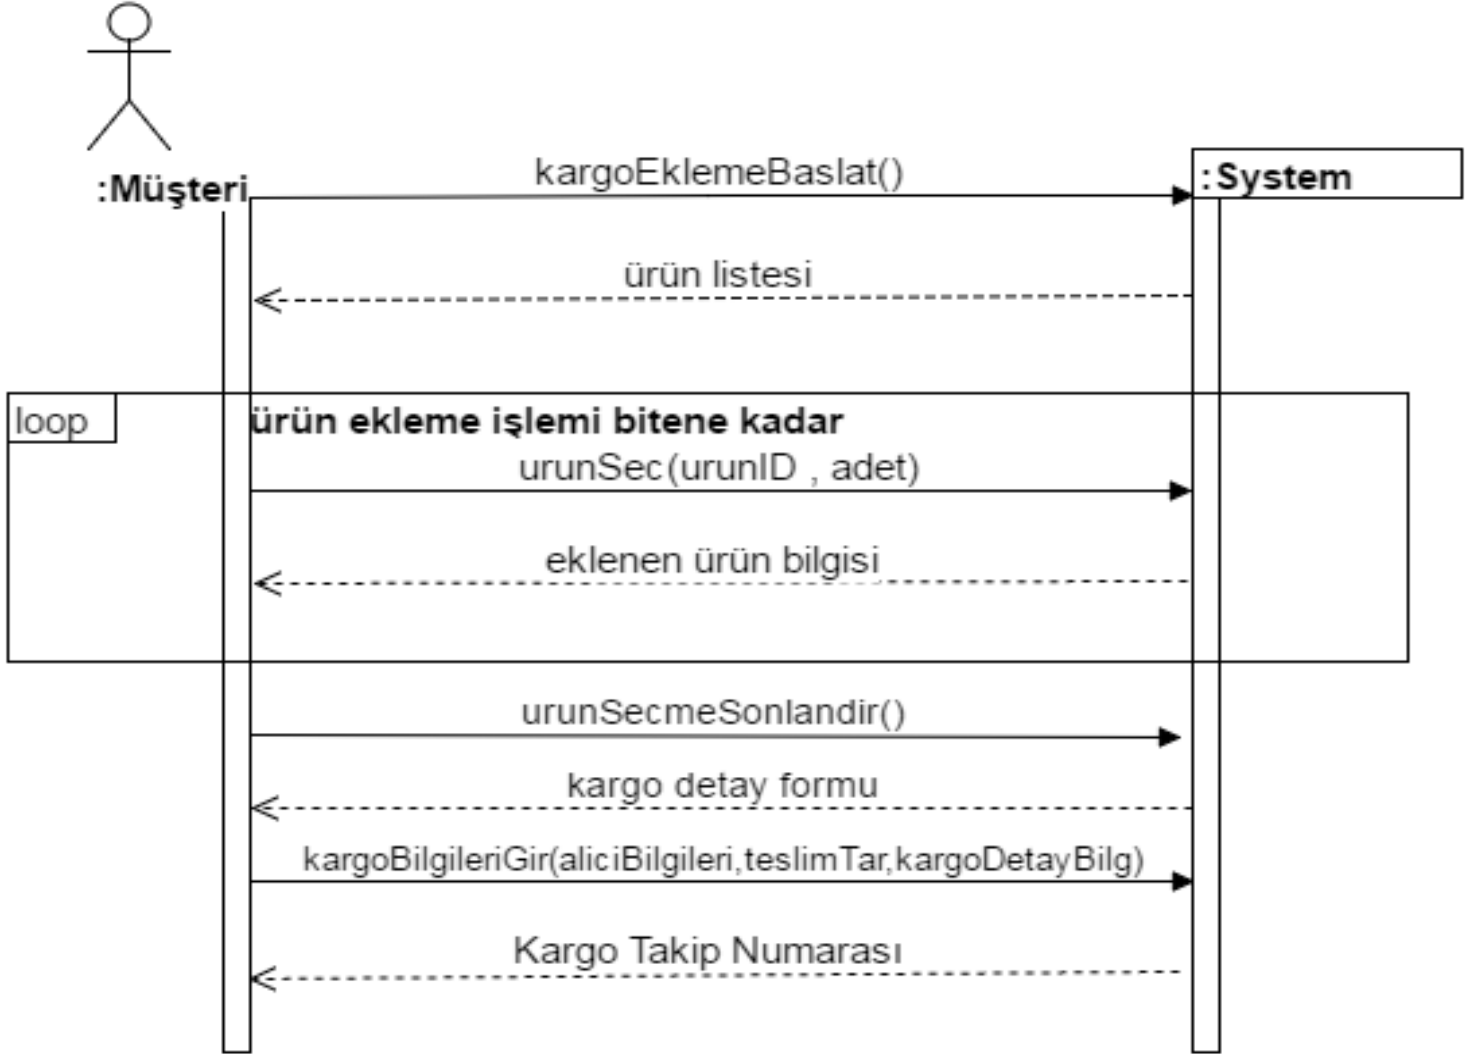 :Müşteri
kargoEklemeBaslat()
:System
ürün listesi
loop
ürün ekleme işlemi bitene kadar
urunSec(urunID , adet)
eklenen ürün bilgisi
urunSecmeSonlandir()
kargo detay formu
kargoBilgileriGir(aliciBilgileri,teslimTar,kargoDetayBilg)
Kargo Takip Numarası